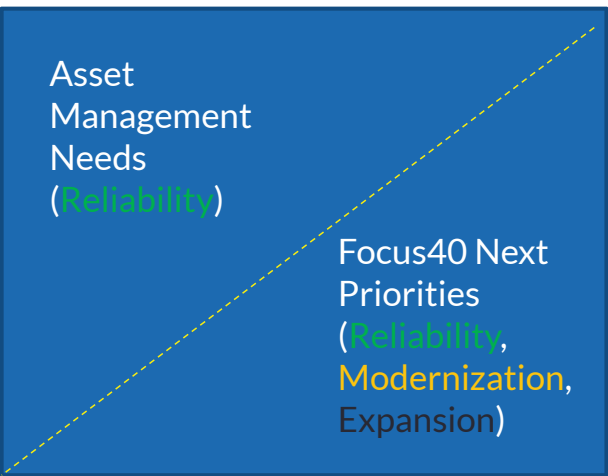 Asset
Management
Needs
(Reliability)
Focus40 Next
Priorities
(Reliability,
Modernization,
Expansion)